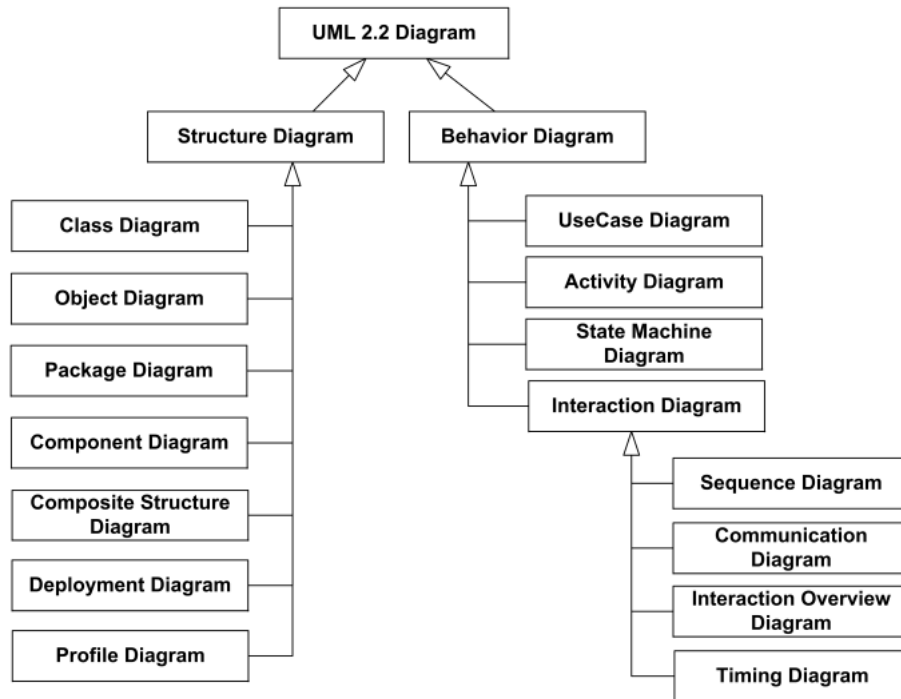 UML 2.2 Diagram
Structure Diagram
Behavior Diagram
Class Diagram
Object Diagram
Package Diagram
Component Diagram
Composite Structure
Diagram
Deployment Diagram
Profile Diagram
UseCase Diagram
Activity Diagram
State Machine
Diagram
Interaction Diagram
Sequence Diagram
Communication
Diagram
Interaction Overview
Diagram
Timing Diagram